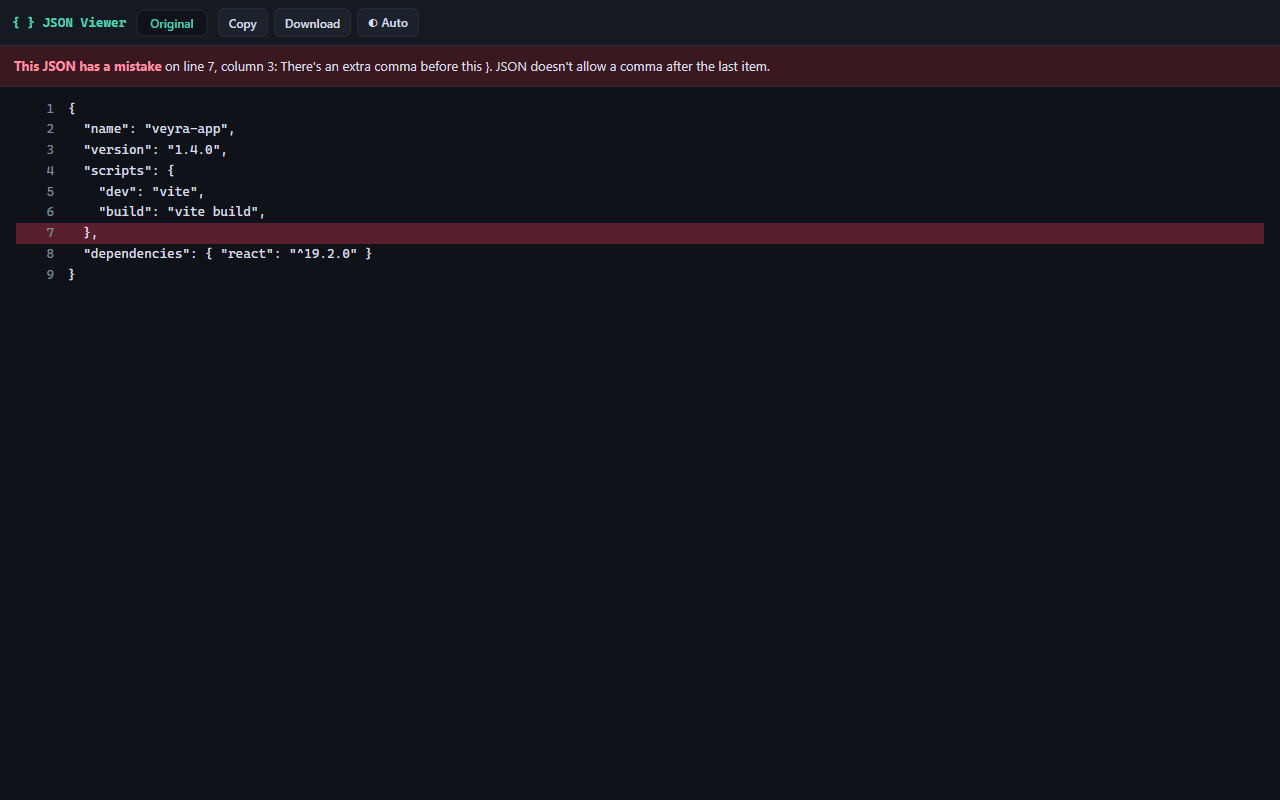 { } JSON Viewer Original Copy Download ◐ Auto
This JSON has a mistake on line 7, column 3: There's an extra comma before this }. JSON doesn't allow a comma after the last item.
1 {
2   "name": "veyra-app",
3   "version": "1.4.0",
4   "scripts": {
5     "dev": "vite",
6     "build": "vite build",
7   },
8   "dependencies": { "react": "^19.2.0" }
9 }